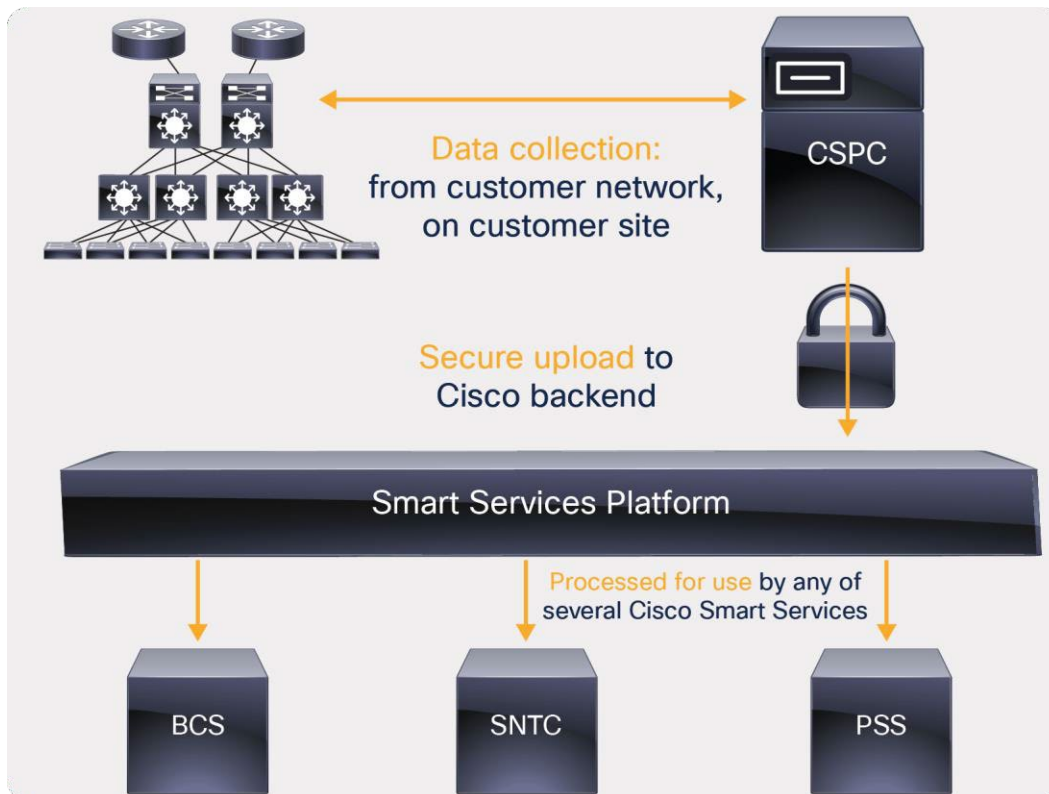 CSPC
Data collection:
from customer network,
on customer site
Secure upload to
Cisco backend
Smart Services Platform
Processed for use by any of
several Cisco Smart Services
BCS
SNTC
PSS